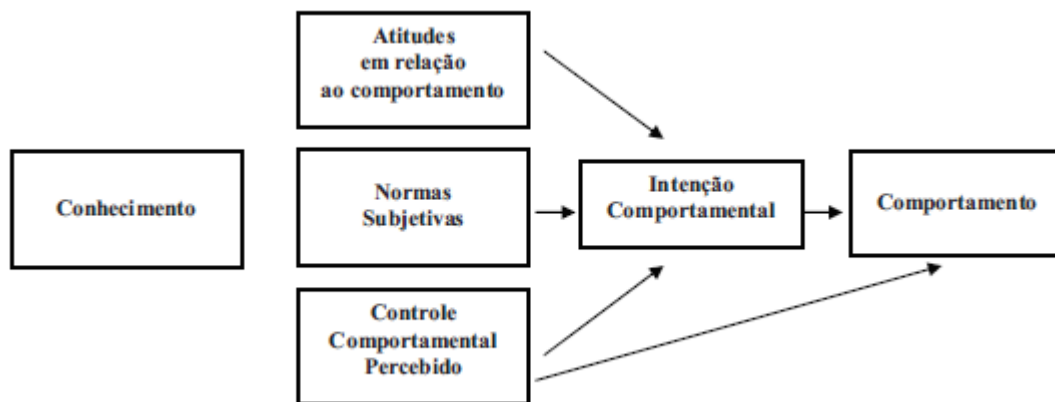 Atitudes
em relação
ao comportamento
Conhecimento
Normas
Subjetivas
Intenção
Comportamental
Comportamento
Controle
Comportamental
Percebido